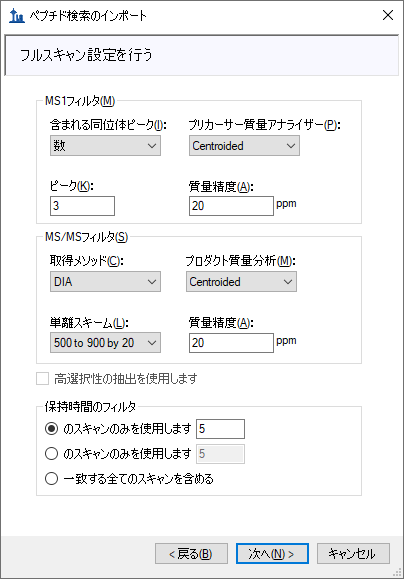 ペプチド検索のインポート
フルスキャン設定を行う
MS1フィルタ(M)
含まれる同位体ピーク(I):
プリカーサー質量アナライザー(P):
数
Centroided
ピーク(K):
質量精度(A):
3
20
ppm
MS/MSフィルタ(S)
取得メソッド(C):
プロダクト質量分析(M):
DIA
Centroided
単離スキーム(L):
質量精度(A):
500 to 900 by 20
20
ppm
高選択性の抽出を使用します
保持時間のフィルタ
のスキャンのみを使用します
5
のスキャンのみを使用します
5
一致する全てのスキャンを含める
< 戻る(B)
次へ(N) >
キャンセル